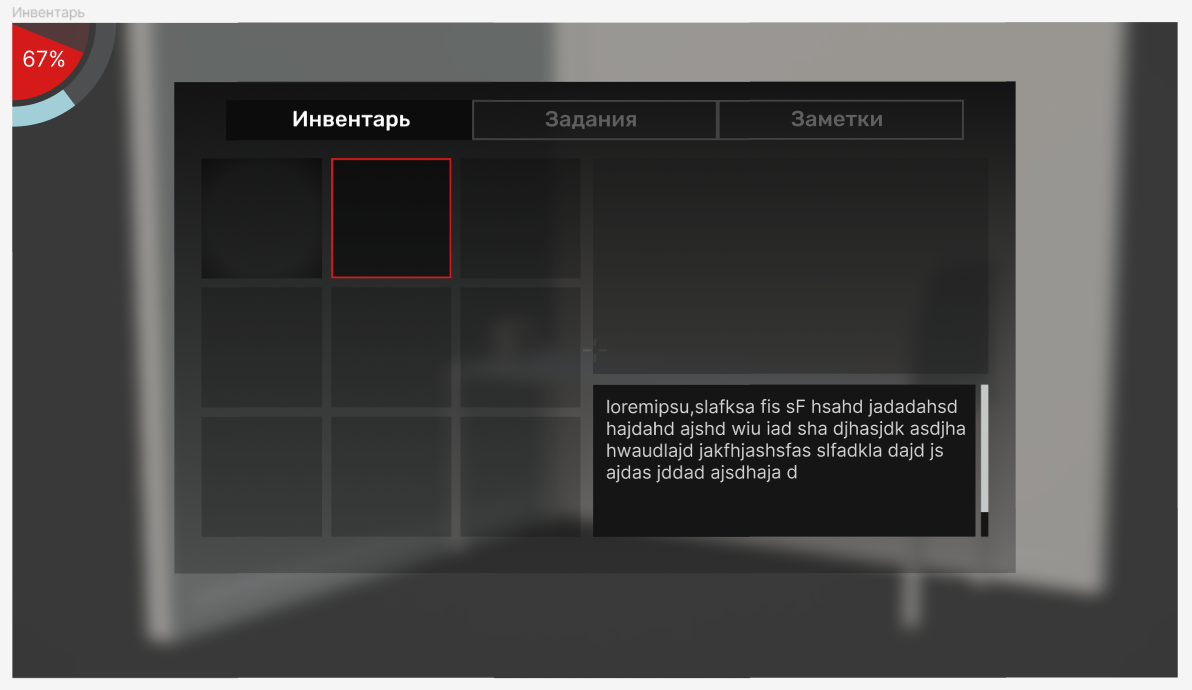 Инвентарь
67%
Инвентарь
Задания
Заметки
loremipsu,slafksa fis sF hsahd jadadahsd
hajdahd ajshd wiu iad sha djhasjdk asdjha
hwaudlajd jakfhjashsfas slfadkla dajd js
ajdas jddad ajsdhaja d